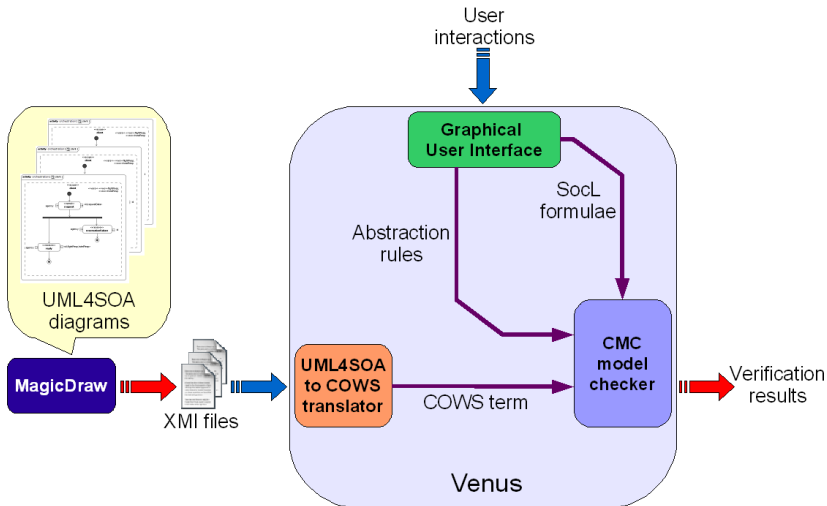 User
interactions
Graphical
User Interface
SocL
formulae
Abstraction
rules
UML4SOA
diagrams
MagicDraw
XMI files
UML4SOA
to COWS
translator
COWS term
CMC
model
checker
Verification
results
Venus